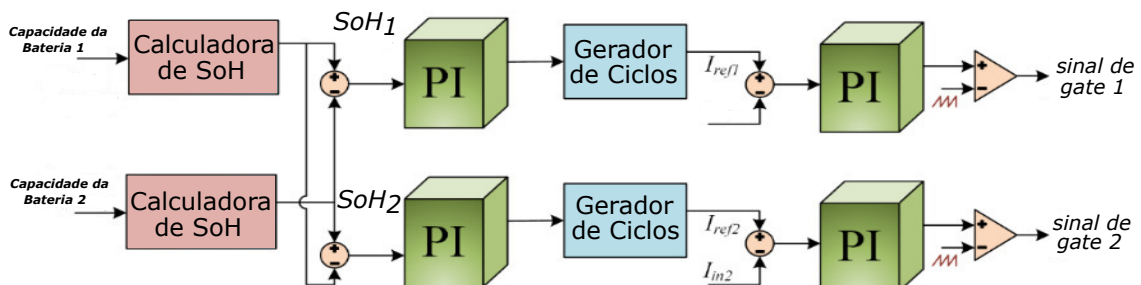 Capacidade da
Bateria 1
Calculadora
de SoH
SoH1
+
-
PI
Gerador
de Ciclos
Iref1
+
-
PI
+
-
sinal de
gate 1
Capacidade da
Bateria 2
Calculadora
de SoH
SoH2
+
-
PI
Gerador
de Ciclos
Iref2
+
-
Iin2
PI
+
-
sinal de
gate 2